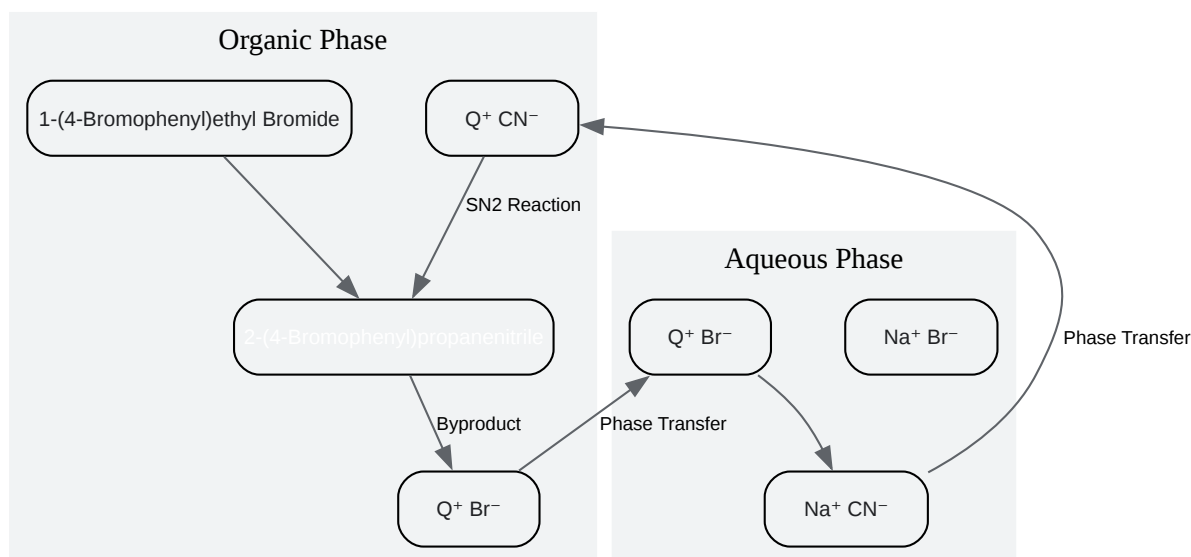 Organic Phase
1-(4-Bromophenyl)ethyl Bromide
Q⁺ CN⁻
SN2 Reaction
Aqueous Phase
2-(4-Bromophenyl)propanenitrile
Q⁺ Br⁻
Na⁺ Br⁻
Phase Transfer
Byproduct
Phase Transfer
Q⁺ Br⁻
Na⁺ CN⁻